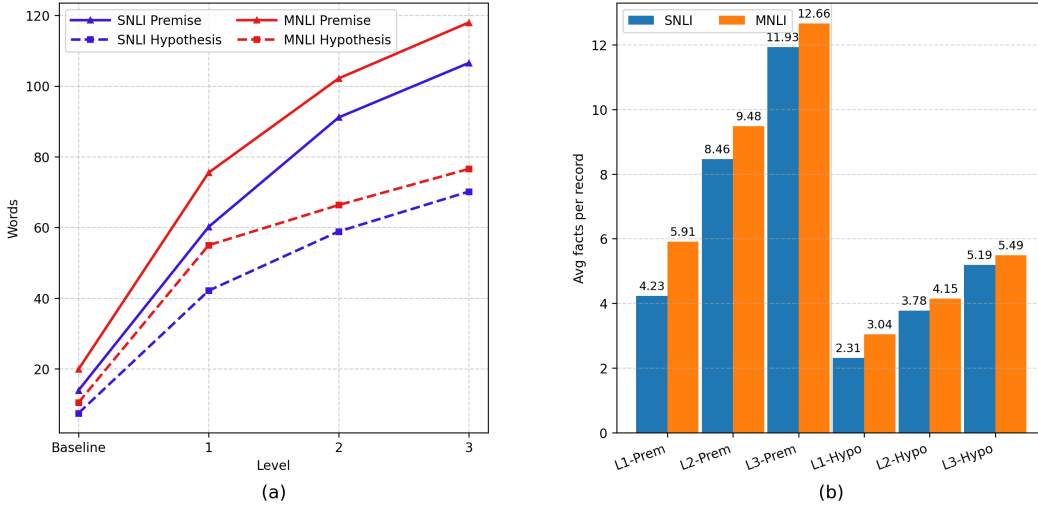 SNLI Premise
SNLI Hypothesis
MNLI Premise
MNLI Hypothesis
120
100
80
60
40
20
Words
Baseline
1
2
3
Level
(a)
SNLI
MNLI
12
10
8
6
4
2
0
Avg facts per record
4.23
5.91
8.46
9.48
11.93
12.66
2.31
3.04
3.78
4.15
5.19
5.49
L1-Prem
L2-Prem
L3-Prem
L1-Hypo
L2-Hypo
L3-Hypo
(b)